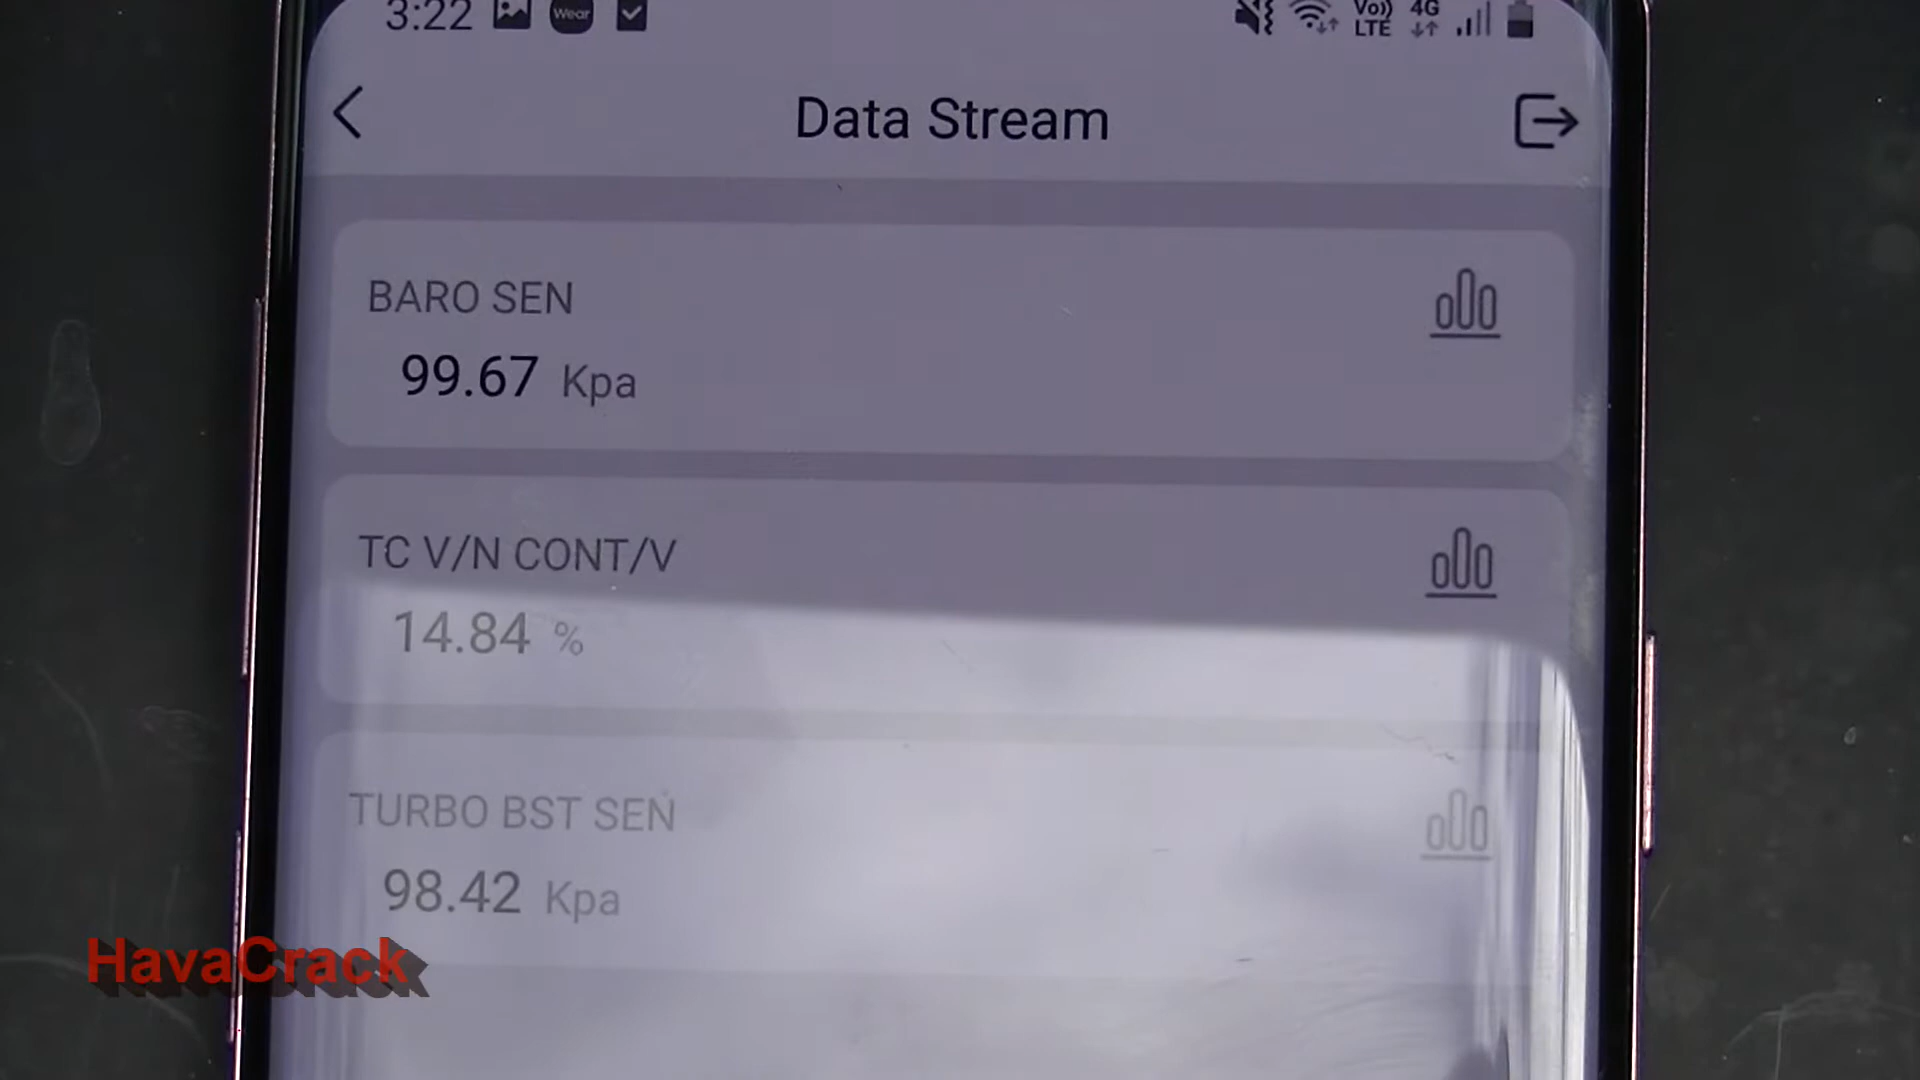 3:22 Wear Vo)) LTE 4G
Data Stream
BARO SEN
99.67 Kpa
TC V/N CONT/V
14.84 %
TURBO BST SEN
98.42 Kpa
HavaCrack